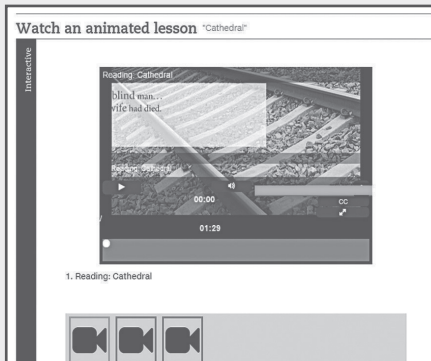 Watch an animated lesson "Cathedral"
Interactive
Reading: Cathedral
blind man...
wife had died.
Reading: Cathedral
00:00
CC
01:29
1. Reading: Cathedral